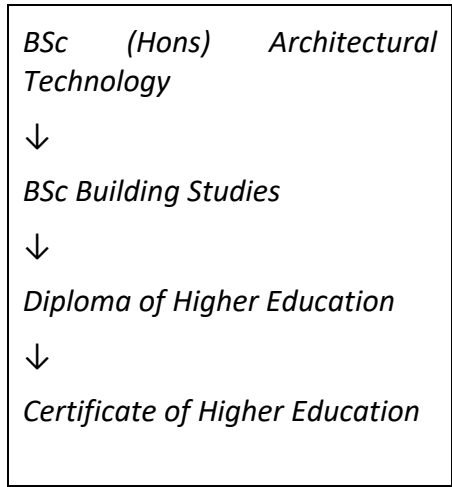 BSc (Hons) Architectural
Technology
↓
BSc Building Studies
↓
Diploma of Higher Education
↓
Certificate of Higher Education